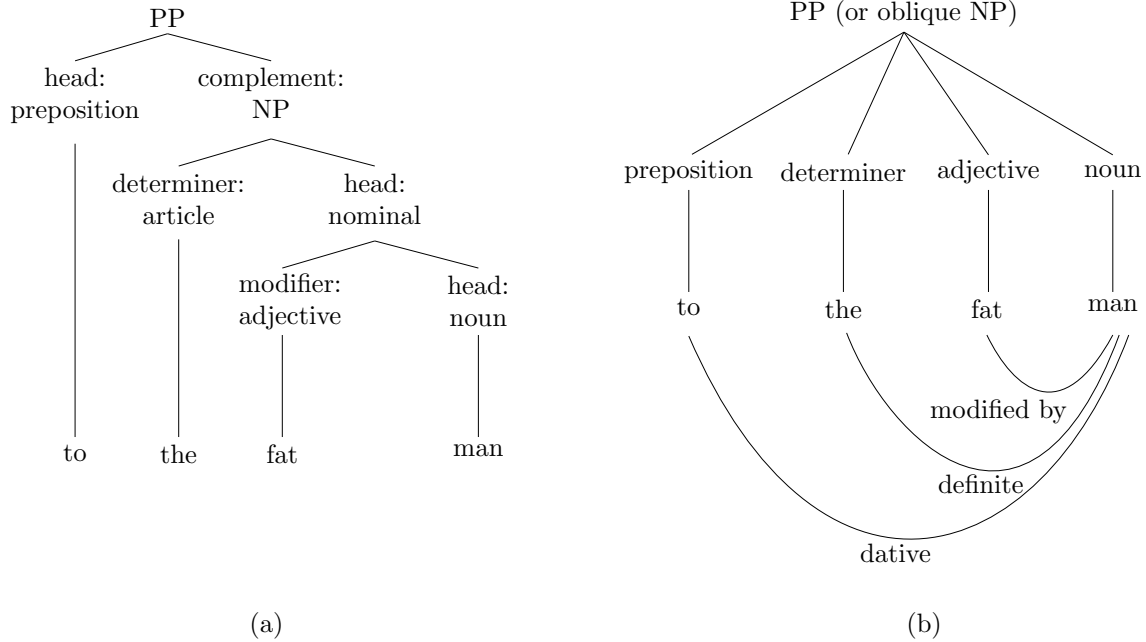 PP
head:
preposition
complement:
NP
determiner:
article
head:
nominal
modifier:
adjective
head:
noun
to
the
fat
man
(a)
PP (or oblique NP)
preposition
determiner
adjective
noun
to
the
fat
man
modified by
definite
dative
(b)